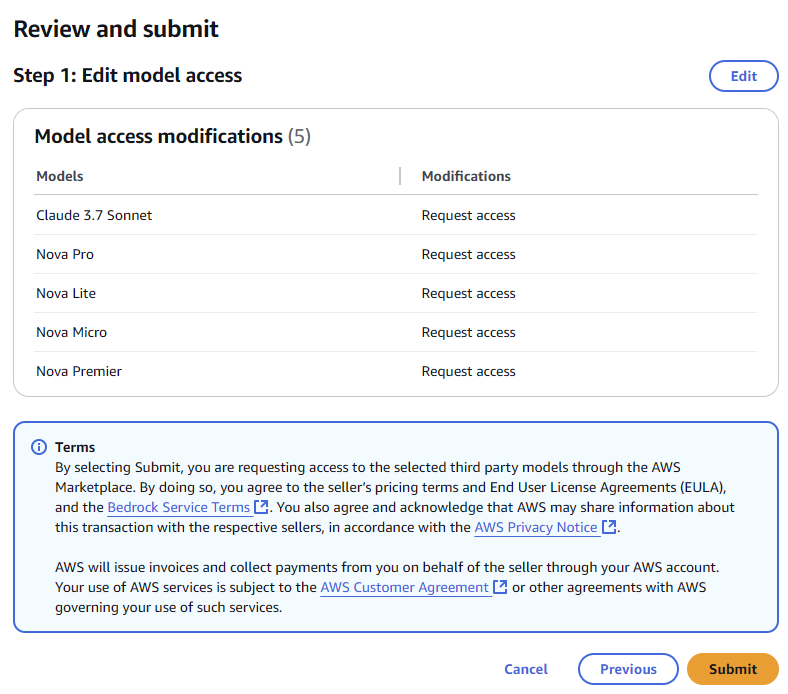 Review and submit
Step 1: Edit model access
Edit
Model access modifications (5)
Models Modifications
Claude 3.7 Sonnet Request access
Nova Pro Request access
Nova Lite Request access
Nova Micro Request access
Nova Premier Request access
Terms
By selecting Submit, you are requesting access to the selected third party models through the AWS
Marketplace. By doing so, you agree to the seller's pricing terms and End User License Agreements (EULA),
and the Bedrock Service Terms. You also agree and acknowledge that AWS may share information about
this transaction with the respective sellers, in accordance with the AWS Privacy Notice.
AWS will issue invoices and collect payments from you on behalf of the seller through your AWS account.
Your use of AWS services is subject to the AWS Customer Agreement or other agreements with AWS
governing your use of such services.
Cancel Previous Submit